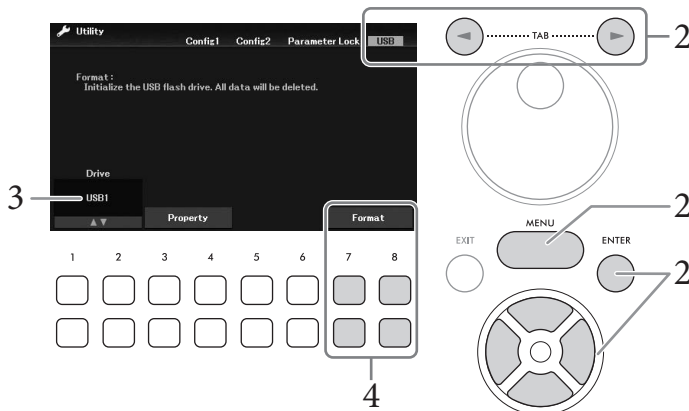 Utility
Config1 Config2 Parameter Lock USB
Format :
Initialize the USB flash drive. All data will be deleted.
Drive
USB1
▲▼ Property Format
1 2 3 4 5 6 7 8
TAB
MENU
EXIT
ENTER
2
2
2
3
4